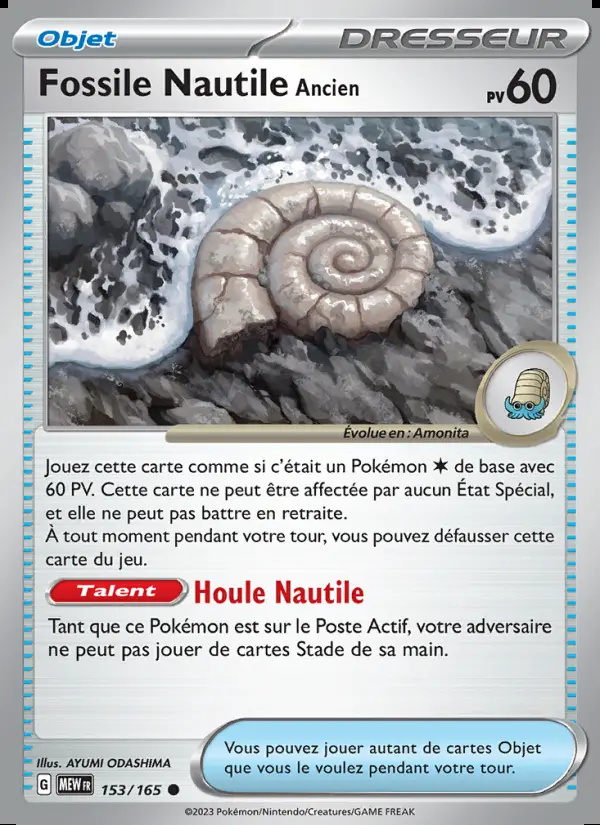 Objet
DRESSEUR
Fossile Nautile Ancien
PV 60
Évolue en : Amonita
Jouez cette carte comme si c'était un Pokémon de base avec
60 PV. Cette carte ne peut être affectée par aucun État Spécial,
et elle ne peut pas battre en retraite.
À tout moment pendant votre tour, vous pouvez défausser cette
carte du jeu.
Talent Houle Nautile
Tant que ce Pokémon est sur le Poste Actif, votre adversaire
ne peut pas jouer de cartes Stade de sa main.
Vous pouvez jouer autant de cartes Objet
que vous le voulez pendant votre tour.
Illus. AYUMI ODASHIMA
G MEW FR 153/165
©2023 Pokémon/Nintendo/Creatures/GAME FREAK